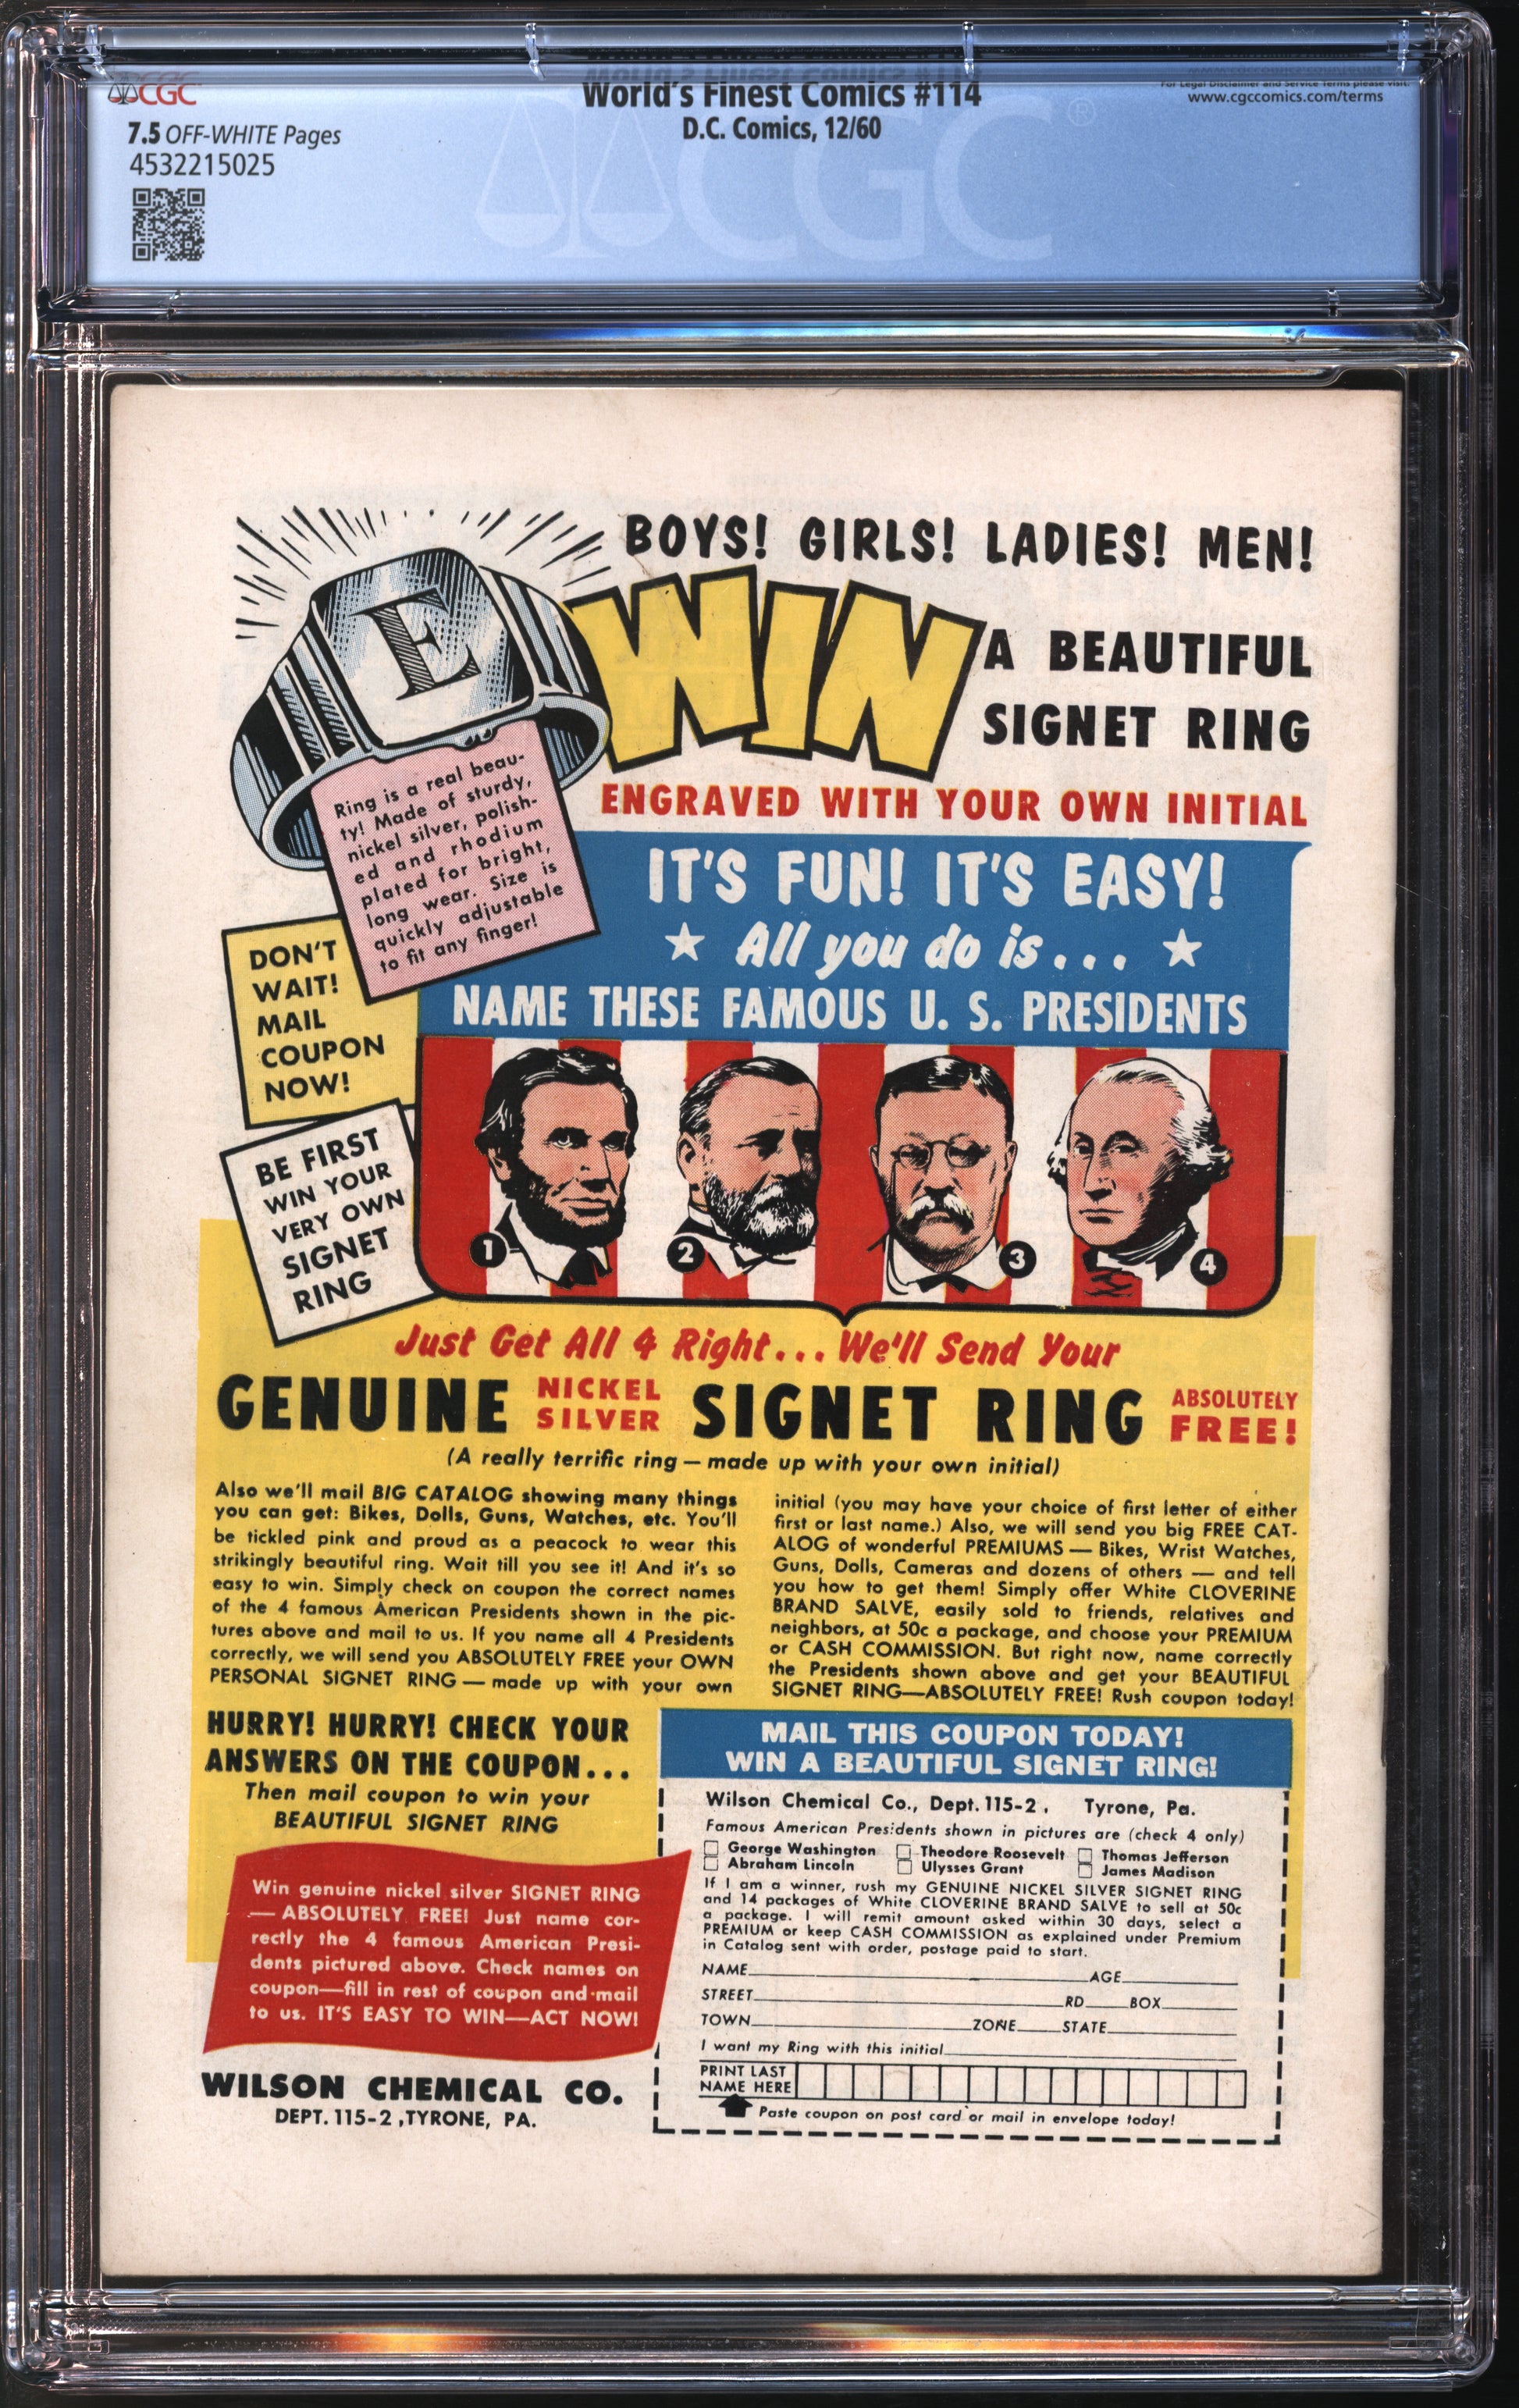 CGC
World's Finest Comics #114
D.C. Comics, 12/60
For Legal Disclaimer and Service Terms please visit:
www.cgccomics.com/terms
7.5 OFF-WHITE Pages
4532215025
CGC®
BOYS! GIRLS! LADIES! MEN!
E
WIN
A BEAUTIFUL
SIGNET RING
ENGRAVED WITH YOUR OWN INITIAL
Ring is a real beau-
ty! Made of sturdy,
nickel silver, polish-
ed and rhodium
plated for bright,
long wear. Size is
quickly adjustable
to fit any finger!
IT'S FUN! IT'S EASY!
★ All you do is... ★
NAME THESE FAMOUS U. S. PRESIDENTS
DON'T
WAIT!
MAIL
COUPON
NOW!
BE FIRST
WIN YOUR
VERY OWN
SIGNET
RING
1
2
3
4
Just Get All 4 Right... We'll Send Your
GENUINE NICKEL SILVER SIGNET RING ABSOLUTELY FREE!
(A really terrific ring — made up with your own initial)
Also we'll mail BIG CATALOG showing many things
you can get: Bikes, Dolls, Guns, Watches, etc. You'll
be tickled pink and proud as a peacock to wear this
strikingly beautiful ring. Wait till you see it! And it's so
easy to win. Simply check on coupon the correct names
of the 4 famous American Presidents shown in the pic-
tures above and mail to us. If you name all 4 Presidents
correctly, we will send you ABSOLUTELY FREE your OWN
PERSONAL SIGNET RING — made up with your own
initial (you may have your choice of first letter of either
first or last name.) Also, we will send you big FREE CAT-
ALOG of wonderful PREMIUMS — Bikes, Wrist Watches,
Guns, Dolls, Cameras and dozens of others — and tell
you how to get them! Simply offer White CLOVERINE
BRAND SALVE, easily sold to friends, relatives and
neighbors, at 50c a package, and choose your PREMIUM
or CASH COMMISSION. But right now, name correctly
the Presidents shown above and get your BEAUTIFUL
SIGNET RING—ABSOLUTELY FREE! Rush coupon today!
HURRY! HURRY! CHECK YOUR
ANSWERS ON THE COUPON...
Then mail coupon to win your
BEAUTIFUL SIGNET RING
Win genuine nickel silver SIGNET RING
— ABSOLUTELY FREE! Just name cor-
rectly the 4 famous American Presi-
dents pictured above. Check names on
coupon—fill in rest of coupon and mail
to us. IT'S EASY TO WIN—ACT NOW!
WILSON CHEMICAL CO.
DEPT. 115-2, TYRONE, PA.
MAIL THIS COUPON TODAY!
WIN A BEAUTIFUL SIGNET RING!
Wilson Chemical Co., Dept. 115-2, Tyrone, Pa.
Famous American Presidents shown in pictures are (check 4 only)
☐ George Washington ☐ Theodore Roosevelt ☐ Thomas Jefferson
☐ Abraham Lincoln ☐ Ulysses Grant ☐ James Madison
If I am a winner, rush my GENUINE NICKEL SILVER SIGNET RING
and 14 packages of White CLOVERINE BRAND SALVE to sell at 50c
a package. I will remit amount asked within 30 days, select a
PREMIUM or keep CASH COMMISSION as explained under Premium
in Catalog sent with order, postage paid to start.
NAME AGE
STREET RD BOX
TOWN ZONE STATE
I want my Ring with this initial
PRINT LAST
NAME HERE
Paste coupon on post card or mail in envelope today!